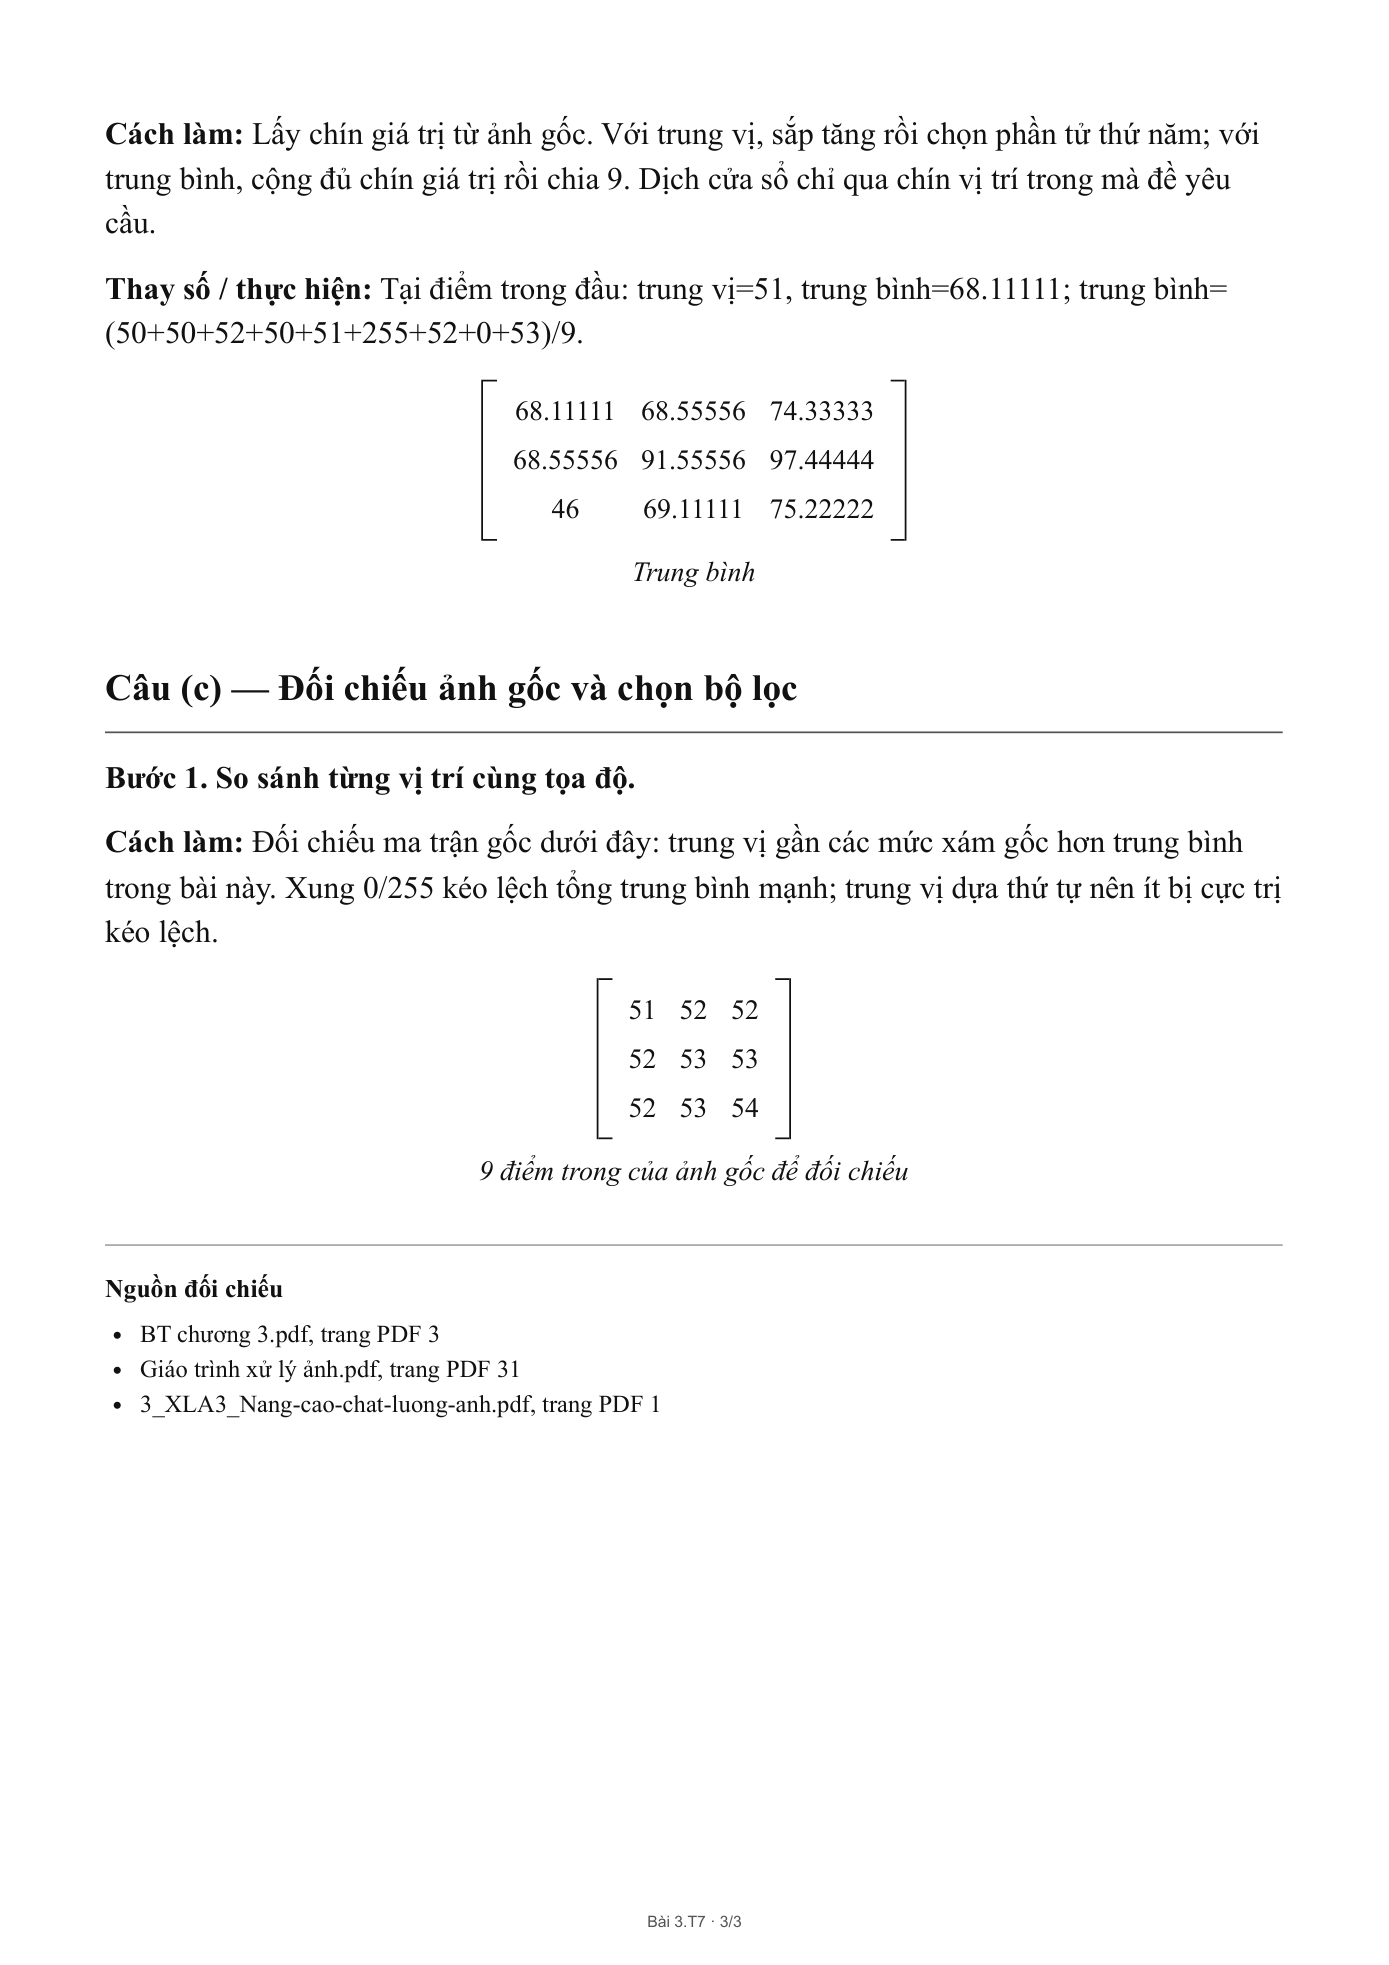 Cách làm: Lấy chín giá trị từ ảnh gốc. Với trung vị, sắp tăng rồi chọn phần tử thứ năm; với
trung bình, cộng đủ chín giá trị rồi chia 9. Dịch cửa sổ chỉ qua chín vị trí trong mà đề yêu
cầu.
Thay số / thực hiện: Tại điểm trong đầu: trung vị=51, trung bình=68.11111; trung bình=
(50+50+52+50+51+255+52+0+53)/9.
68.11111 68.55556 74.33333
68.55556 91.55556 97.44444
46 69.11111 75.22222
Trung bình
Câu (c) — Đối chiếu ảnh gốc và chọn bộ lọc
Bước 1. So sánh từng vị trí cùng tọa độ.
Cách làm: Đối chiếu ma trận gốc dưới đây: trung vị gần các mức xám gốc hơn trung bình
trong bài này. Xung 0/255 kéo lệch tổng trung bình mạnh; trung vị dựa thứ tự nên ít bị cực trị
kéo lệch.
51 52 52
52 53 53
52 53 54
9 điểm trong của ảnh gốc để đối chiếu
Nguồn đối chiếu
• BT chương 3.pdf, trang PDF 3
• Giáo trình xử lý ảnh.pdf, trang PDF 31
• 3_XLA3_Nang-cao-chat-luong-anh.pdf, trang PDF 1
Bài 3.T7 · 3/3